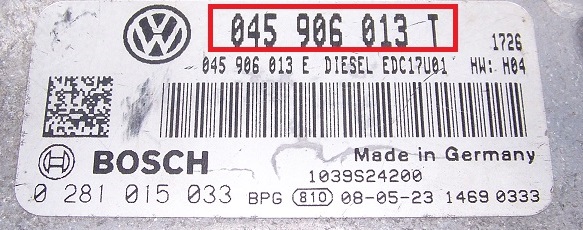 045 906 013 T 1726
045 906 013 E DIESEL EDC17U01 HW: H04
BOSCH Made in Germany
1039S24200
0 281 015 033 BPG 810 08-05-23 1469 0333